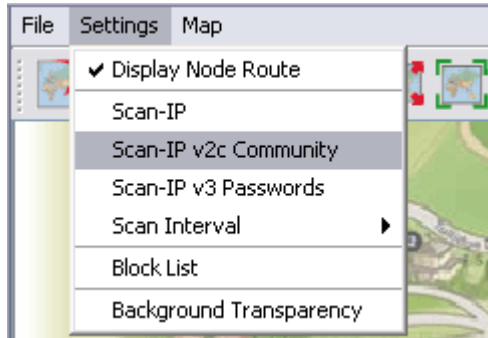 File Settings Map
Display Node Route
Scan-IP
Scan-IP v2c Community
Scan-IP v3 Passwords
Scan Interval
Block List
Background Transparency